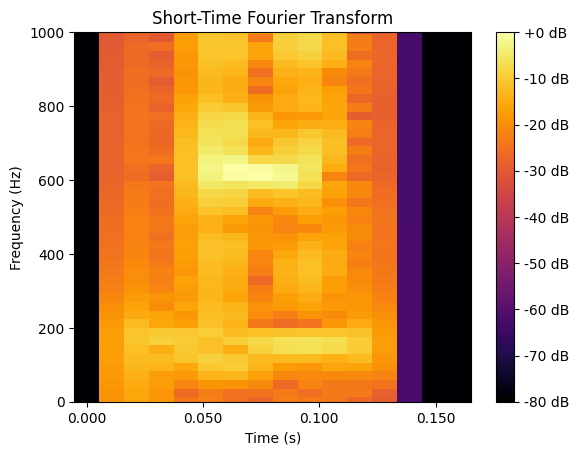 Short-Time Fourier Transform
1000
800
600
400
200
0
Frequency (Hz)
0.000
0.050
0.100
0.150
Time (s)
+0 dB
-10 dB
-20 dB
-30 dB
-40 dB
-50 dB
-60 dB
-70 dB
-80 dB